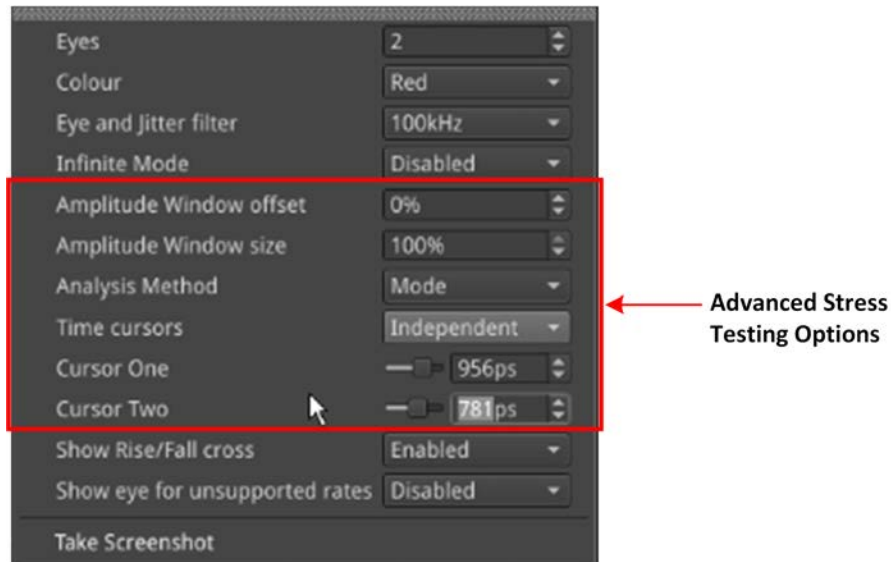 Eyes 2
Colour Red
Eye and Jitter filter 100kHz
Infinite Mode Disabled
Amplitude Window offset 0%
Amplitude Window size 100%
Analysis Method Mode
Time cursors Independent
Cursor One 956ps
Cursor Two 781ps
Show Rise/Fall cross Enabled
Show eye for unsupported rates Disabled
Take Screenshot
Advanced Stress
Testing Options